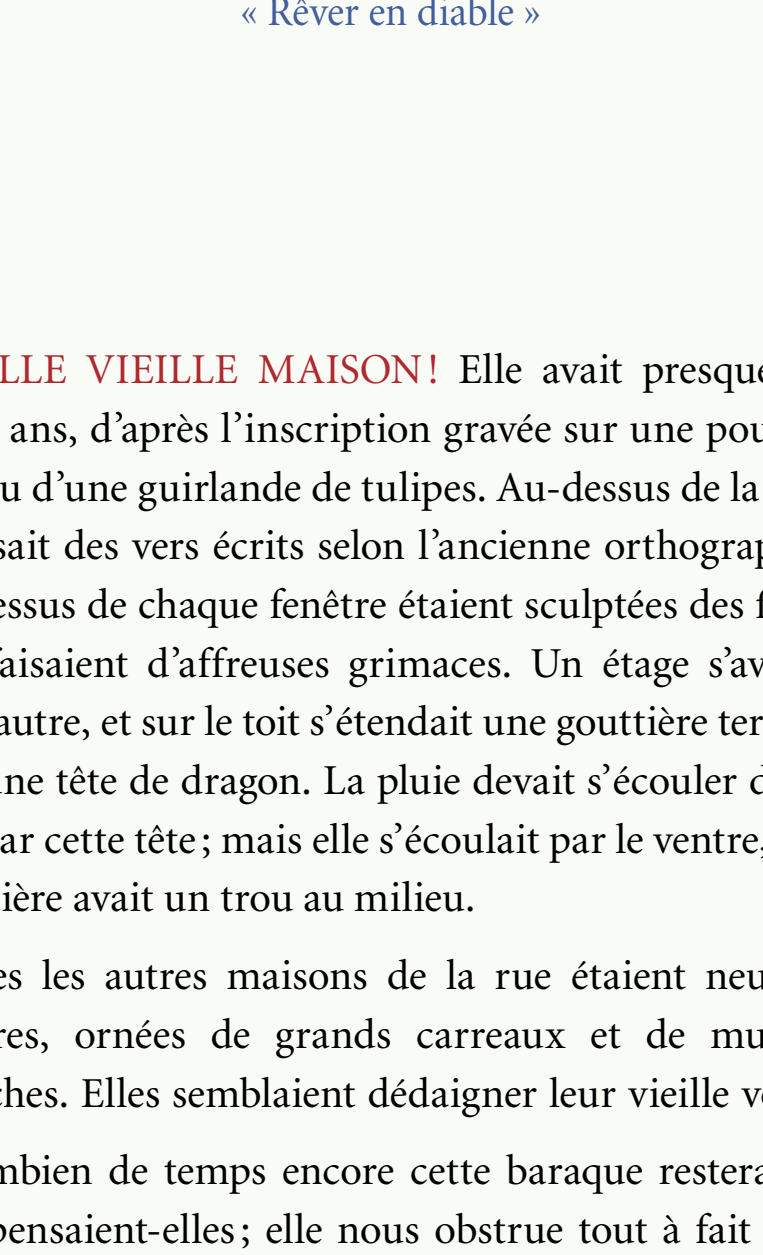 « Rêver en diable »
LLE VIEILLE MAISON ! Elle avait presque
ans, d’après l’inscription gravée sur une pou
u d’une guirlande de tulipes. Au-dessus de la
sait des vers écrits selon l’ancienne orthograp
essus de chaque fenêtre étaient sculptées des f
faisaient d’affreuses grimaces. Un étage s’av
autre, et sur le toit s’étendait une gouttière ter
une tête de dragon. La pluie devait s’écouler d
ar cette tête ; mais elle s’écoulait par le ventre,
ière avait un trou au milieu.
es les autres maisons de la rue étaient neu
res, ornées de grands carreaux et de mu
ches. Elles semblaient dédaigner leur vieille vo
mbien de temps encore cette baraque restera
pensaient-elles ; elle nous obstrue tout à fait